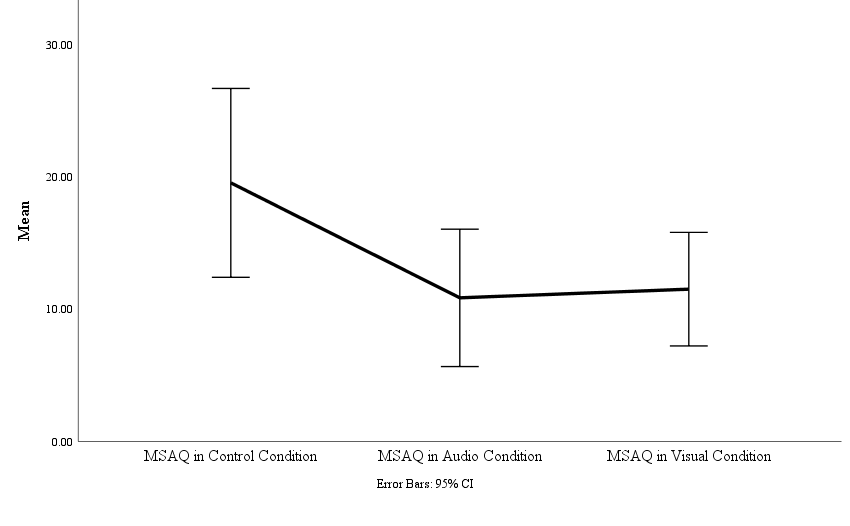 30.00
20.00
Mean
10.00
0.00
MSAQ in Control Condition
MSAQ in Audio Condition
MSAQ in Visual Condition
Error Bars: 95% CI